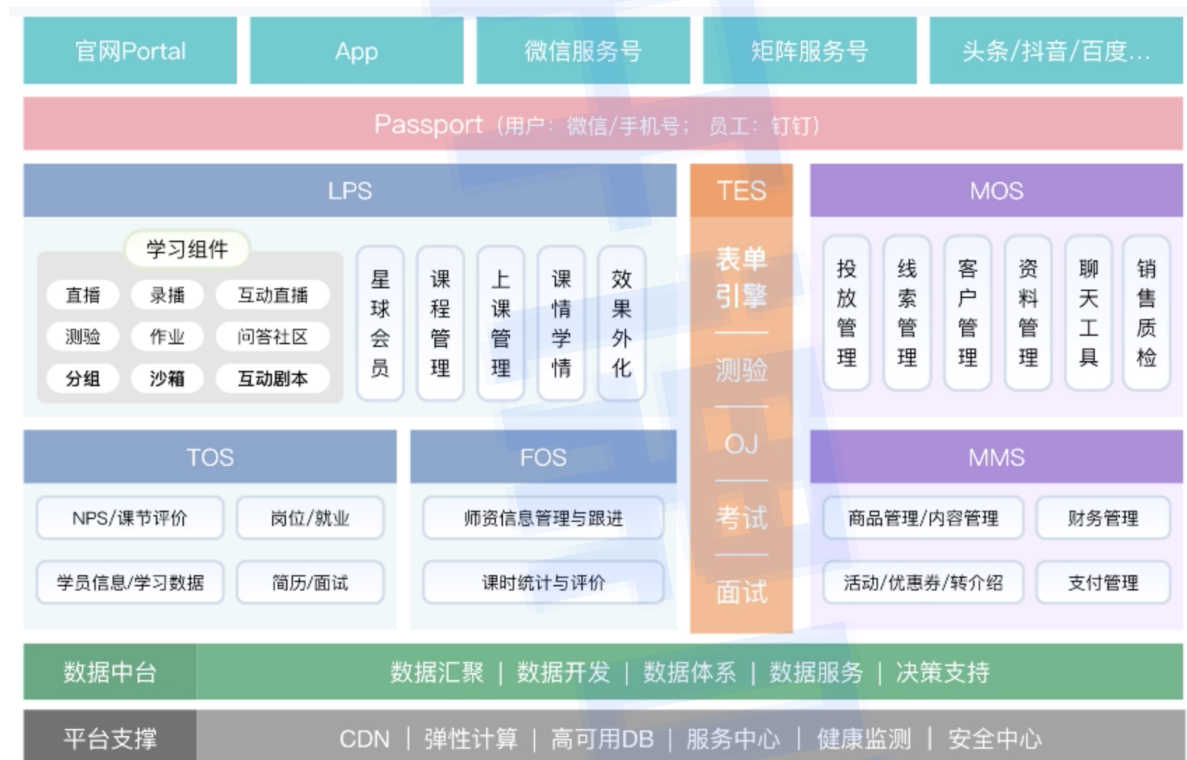 官网Portal
App
微信服务号
矩阵服务号
头条/抖音/百度...
Passport（用户：微信/手机号； 员工：钉钉）
LPS
学习组件
直播
录播
互动直播
测验
作业
问答社区
分组
沙箱
互动剧本
星球会员
课程管理
上课管理
课情学情
效果外化
TES
表单
引擎
测验
OJ
考试
面试
MOS
投放管理
线索管理
客户管理
资料管理
聊天工具
销售质检
TOS
NPS/课节评价
岗位/就业
学员信息/学习数据
简历/面试
FOS
师资信息管理与跟进
课时统计与评价
MMS
商品管理/内容管理
财务管理
活动/优惠券/转介绍
支付管理
数据中台
数据汇聚 | 数据开发 | 数据体系 | 数据服务 | 决策支持
平台支撑
CDN | 弹性计算 | 高可用DB | 服务中心 | 健康监测 | 安全中心